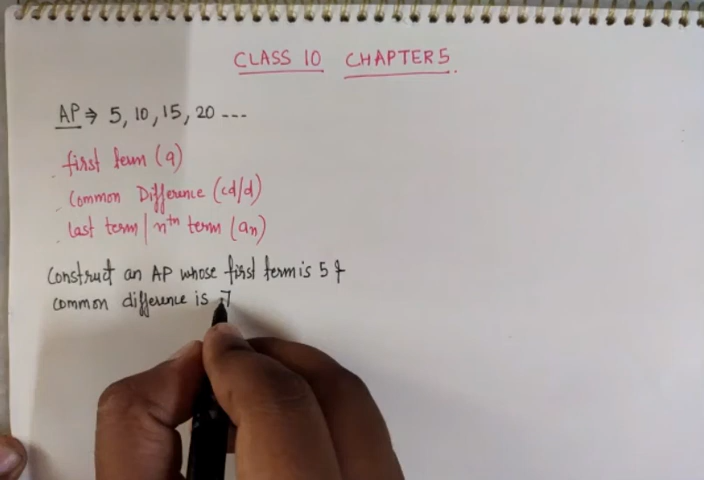 CLASS 10 CHAPTER 5.
AP ⇒ 5, 10, 15, 20 ---
first term (a)
Common Difference (cd/d)
last term / nth term (an)
Construct an AP whose first term is 5 &
common difference is 7